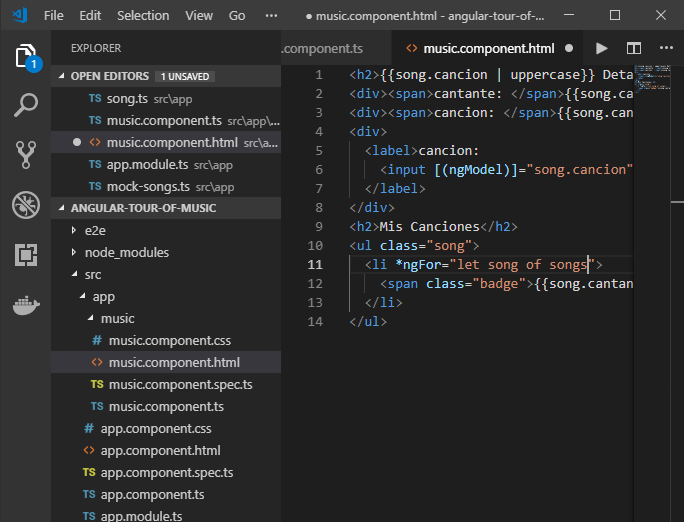 File Edit Selection View Go ••• ● music.component.html - angular-tour-of-...
EXPLORER
OPEN EDITORS 1 UNSAVED
TS song.ts src\app
TS music.component.ts src\app\...
● <> music.component.html src\a...
TS app.module.ts src\app
TS mock-songs.ts src\app
ANGULAR-TOUR-OF-MUSIC
e2e
node_modules
src
app
music
# music.component.css
<> music.component.html
TS music.component.spec.ts
TS music.component.ts
# app.component.css
<> app.component.html
TS app.component.spec.ts
TS app.component.ts
TS app.module.ts
1
.component.ts <> music.component.html ●
1 <h2>{{song.cancion | uppercase}} Deta
2 <div><span>cantante: </span>{{song.ca
3 <div><span>cancion: </span>{{song.can
4 <div>
5 <label>cancion:
6 <input [(ngModel)]="song.cancion"
7 </label>
8 </div>
9 <h2>Mis Canciones</h2>
10 <ul class="song">
11 <li *ngFor="let song of songs">
12 <span class="badge">{{song.cantan
13 </li>
14 </ul>